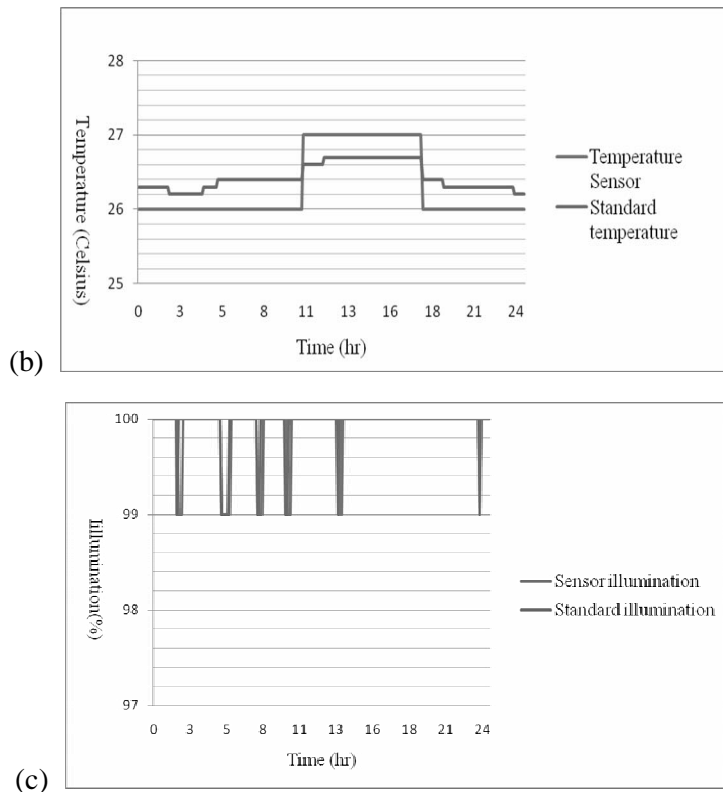 28
27
26
25
Temperature (Celsius)
0 3 5 8 11 13 16 18 21 24
Time (hr)
Temperature
Sensor
Standard
temperature
(b)
100
99
98
97
Iillumination(%)
0 3 5 8 11 13 16 18 21 24
Time (hr)
Sensor illumination
Standard illumination
(c)